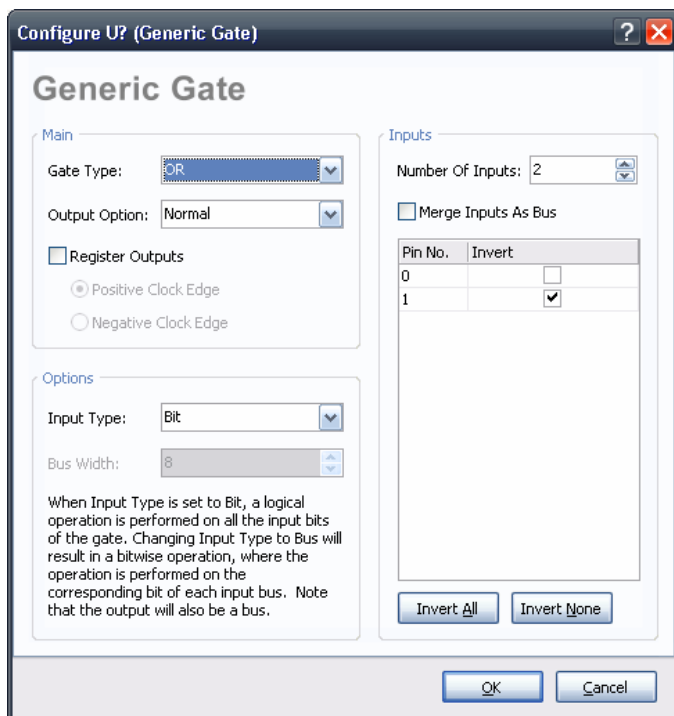 Configure U? (Generic Gate)
?
Generic Gate
Main
Gate Type: OR
Output Option: Normal
Register Outputs
Positive Clock Edge
Negative Clock Edge
Options
Input Type: Bit
Bus Width: 8
When Input Type is set to Bit, a logical
operation is performed on all the input bits
of the gate. Changing Input Type to Bus will
result in a bitwise operation, where the
operation is performed on the
corresponding bit of each input bus. Note
that the output will also be a bus.
Inputs
Number Of Inputs: 2
Merge Inputs As Bus
Pin No. Invert
0
1
Invert All Invert None
OK Cancel